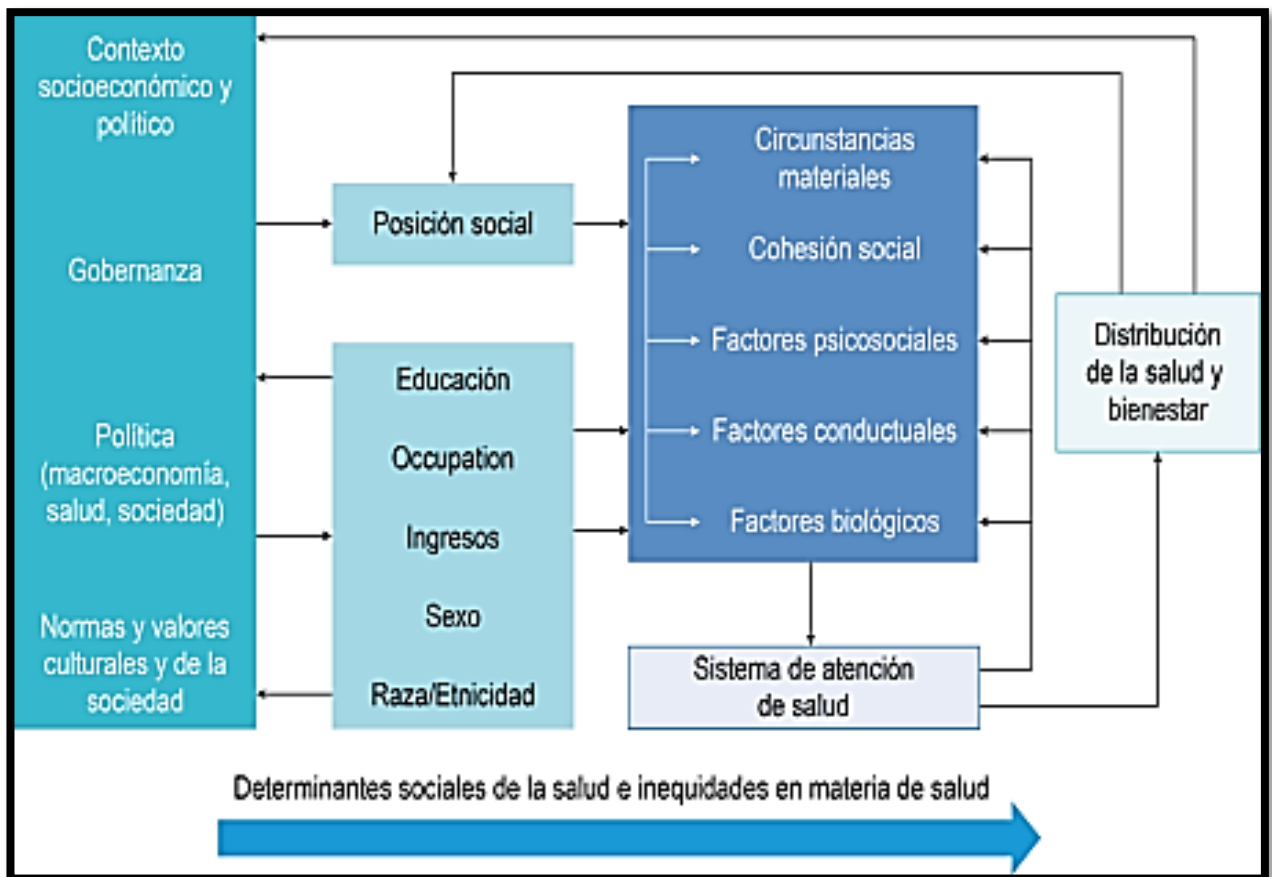 Contexto
socioeconómico y
político
Gobernanza
Política
(macroeconomía,
salud, sociedad)
Normas y valores
culturales y de la
sociedad
Posición social
Educación
Occupation
Ingresos
Sexo
Raza/Etnicidad
Circunstancias
materiales
Cohesión social
Factores psicosociales
Factores conductuales
Factores biológicos
Sistema de atención
de salud
Distribución
de la salud y
bienestar
Determinantes sociales de la salud e inequidades en materia de salud